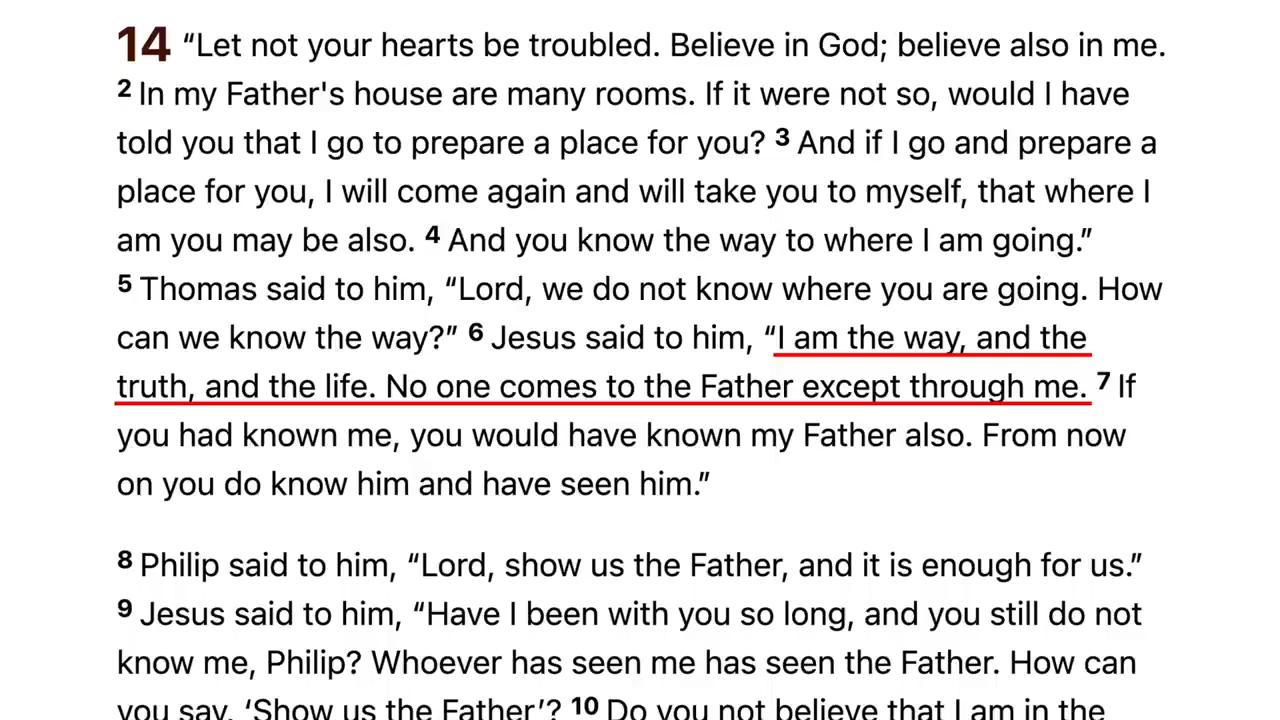 14 “Let not your hearts be troubled. Believe in God; believe also in me.
2 In my Father's house are many rooms. If it were not so, would I have
told you that I go to prepare a place for you? 3 And if I go and prepare a
place for you, I will come again and will take you to myself, that where I
am you may be also. 4 And you know the way to where I am going.”
5 Thomas said to him, “Lord, we do not know where you are going. How
can we know the way?” 6 Jesus said to him, “I am the way, and the
truth, and the life. No one comes to the Father except through me. 7 If
you had known me, you would have known my Father also. From now
on you do know him and have seen him.”
8 Philip said to him, “Lord, show us the Father, and it is enough for us.”
9 Jesus said to him, “Have I been with you so long, and you still do not
know me, Philip? Whoever has seen me has seen the Father. How can
you say, ‘Show us the Father’? 10 Do you not believe that I am in the